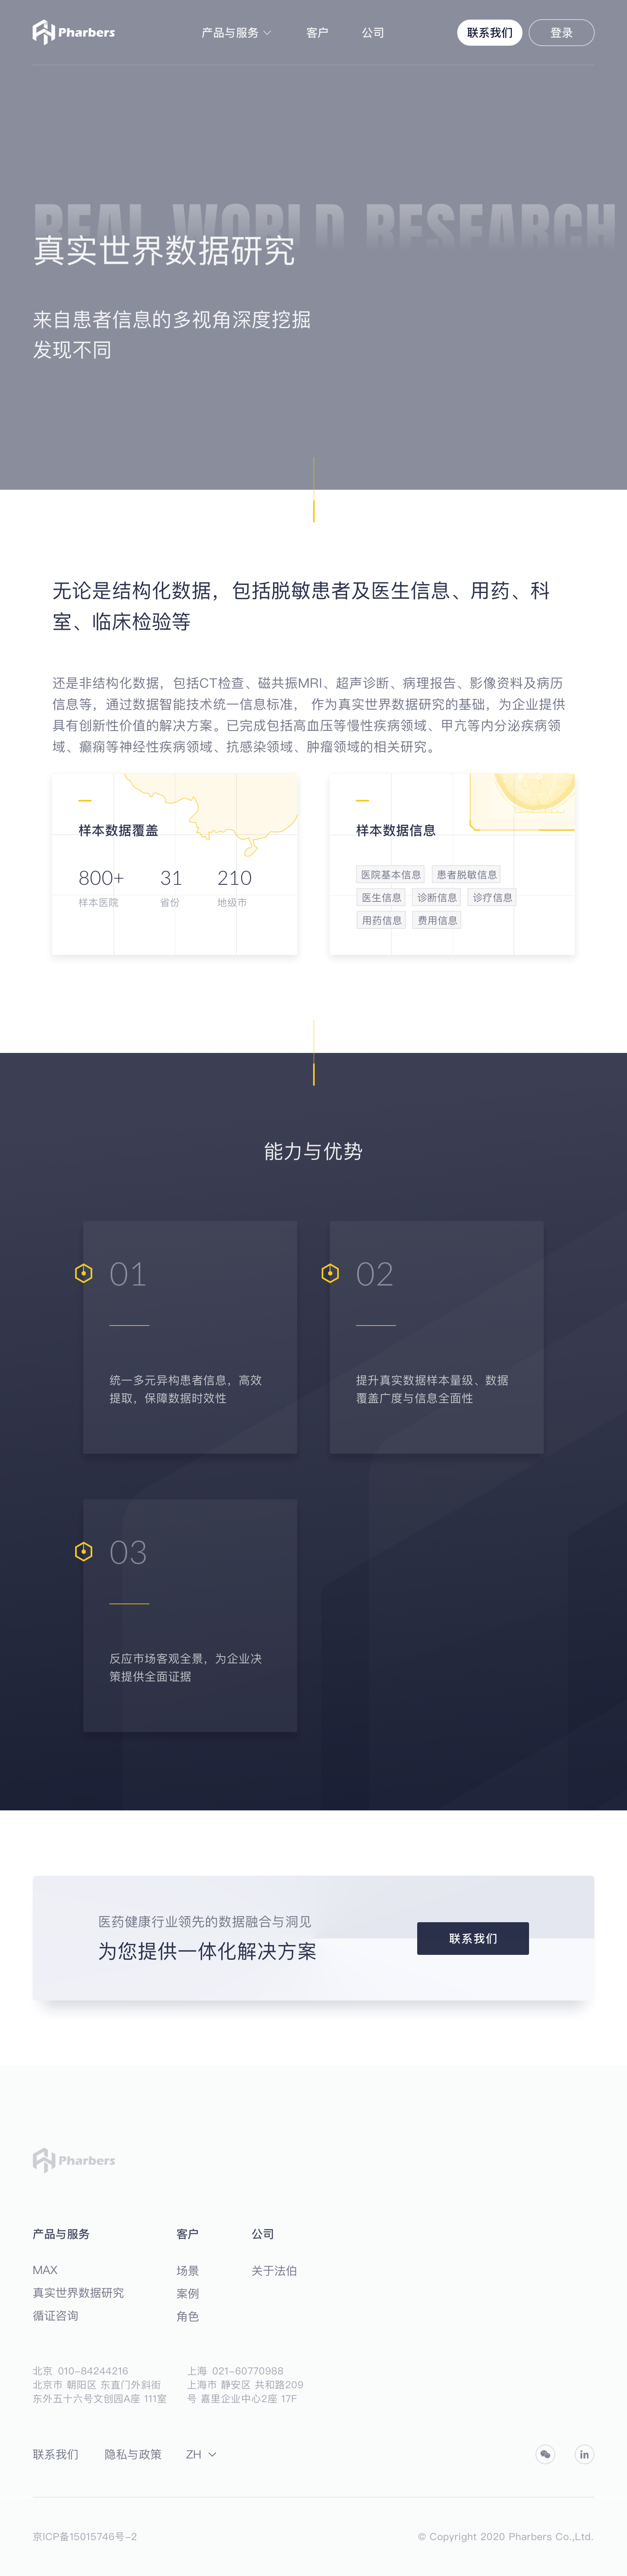 Pharbers
产品与服务
客户
公司
联系我们
登录
REAL WORLD RESEARCH
真实世界数据研究
来自患者信息的多视角深度挖掘
发现不同
无论是结构化数据，包括脱敏患者及医生信息、用药、科
室、临床检验等
还是非结构化数据，包括CT检查、磁共振MRI、超声诊断、病理报告、影像资料及病历
信息等，通过数据智能技术统一信息标准， 作为真实世界数据研究的基础，为企业提供
具有创新性价值的解决方案。已完成包括高血压等慢性疾病领域、甲亢等内分泌疾病领
域、癫痫等神经性疾病领域、抗感染领域、肿瘤领域的相关研究。
样本数据覆盖
800+
31
210
样本医院
省份
地级市
样本数据信息
医院基本信息
患者脱敏信息
医生信息
诊断信息
诊疗信息
用药信息
费用信息
能力与优势
01
统一多元异构患者信息，高效
提取，保障数据时效性
02
提升真实数据样本量级、数据
覆盖广度与信息全面性
03
反应市场客观全景，为企业决
策提供全面证据
医药健康行业领先的数据融合与洞见
为您提供一体化解决方案
联系我们
Pharbers
产品与服务
MAX
真实世界数据研究
循证咨询
客户
场景
案例
角色
公司
关于法伯
北京 010-84244216
北京市 朝阳区 东直门外斜街
东外五十六号文创园A座 111室
上海 021-60770988
上海市 静安区 共和路209
号 嘉里企业中心2座 17F
联系我们
隐私与政策
ZH
in
京ICP备15015746号-2
© Copyright 2020 Pharbers Co.,Ltd.